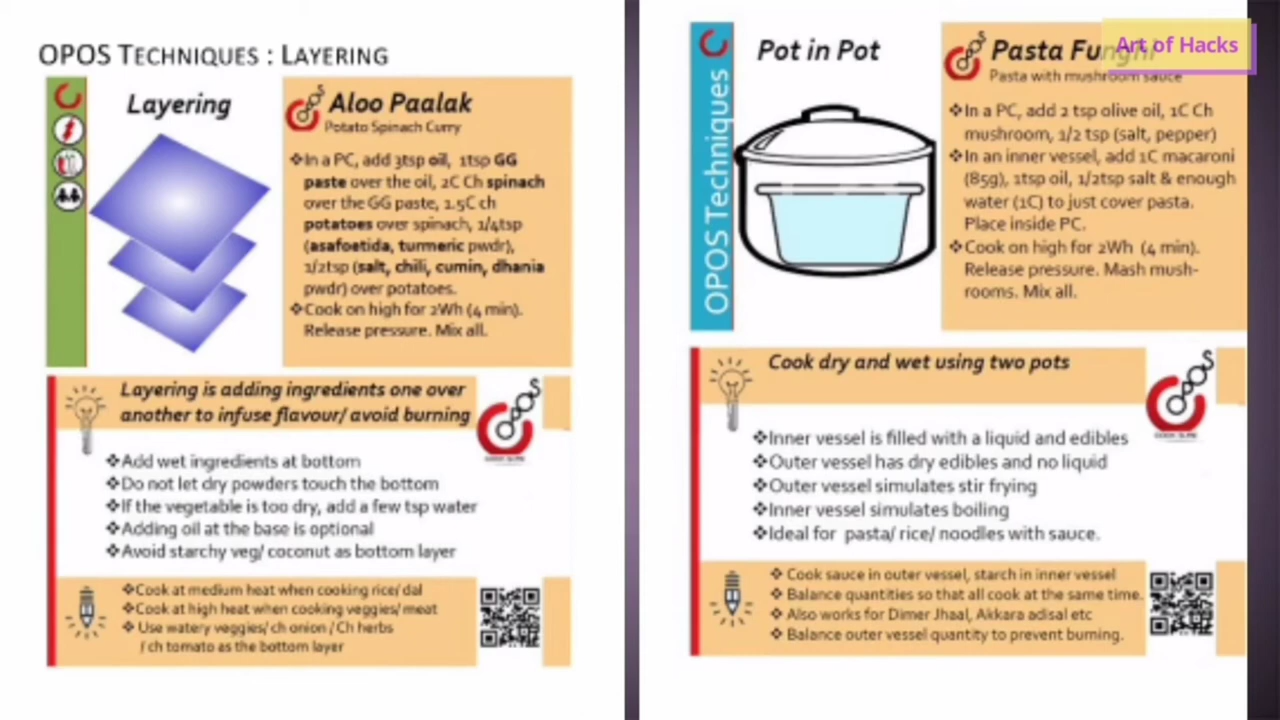 OPOS TECHNIQUES : LAYERING
Layering
Aloo Paalak
Potato Spinach Curry
❖In a PC, add 3tsp oil, 1tsp GG
paste over the oil, 2C Ch spinach
over the GG paste, 1.5C ch
potatoes over spinach, 1/4tsp
(asafoetida, turmeric pwdr),
1/2tsp (salt, chili, cumin, dhania
pwdr) over potatoes.
❖Cook on high for 2Wh (4 min).
Release pressure. Mix all.
Layering is adding ingredients one over
another to infuse flavour/ avoid burning
❖Add wet ingredients at bottom
❖Do not let dry powders touch the bottom
❖If the vegetable is too dry, add a few tsp water
❖Adding oil at the base is optional
❖Avoid starchy veg/ coconut as bottom layer
❖Cook at medium heat when cooking rice/ dal
❖Cook at high heat when cooking veggies/ meat
❖ Use watery veggies/ ch onion / Ch herbs
/ ch tomato as the bottom layer
OPOS Techniques
Pot in Pot
Pasta Funghi
Art of Hacks
Pasta with mushroom sauce
❖In a PC, add 2 tsp olive oil, 1C Ch
mushroom, 1/2 tsp (salt, pepper)
❖In an inner vessel, add 1C macaroni
(85g), 1tsp oil, 1/2tsp salt & enough
water (1C) to just cover pasta.
Place inside PC.
❖Cook on high for 2Wh (4 min).
Release pressure. Mash mush-
rooms. Mix all.
Cook dry and wet using two pots
❖Inner vessel is filled with a liquid and edibles
❖Outer vessel has dry edibles and no liquid
❖Outer vessel simulates stir frying
❖Inner vessel simulates boiling
❖Ideal for pasta/ rice/ noodles with sauce.
❖ Cook sauce in outer vessel, starch in inner vessel
❖ Balance quantities so that all cook at the same time.
❖ Also works for Dimer Jhaal, Akkara adisal etc
❖ Balance outer vessel quantity to prevent burning.